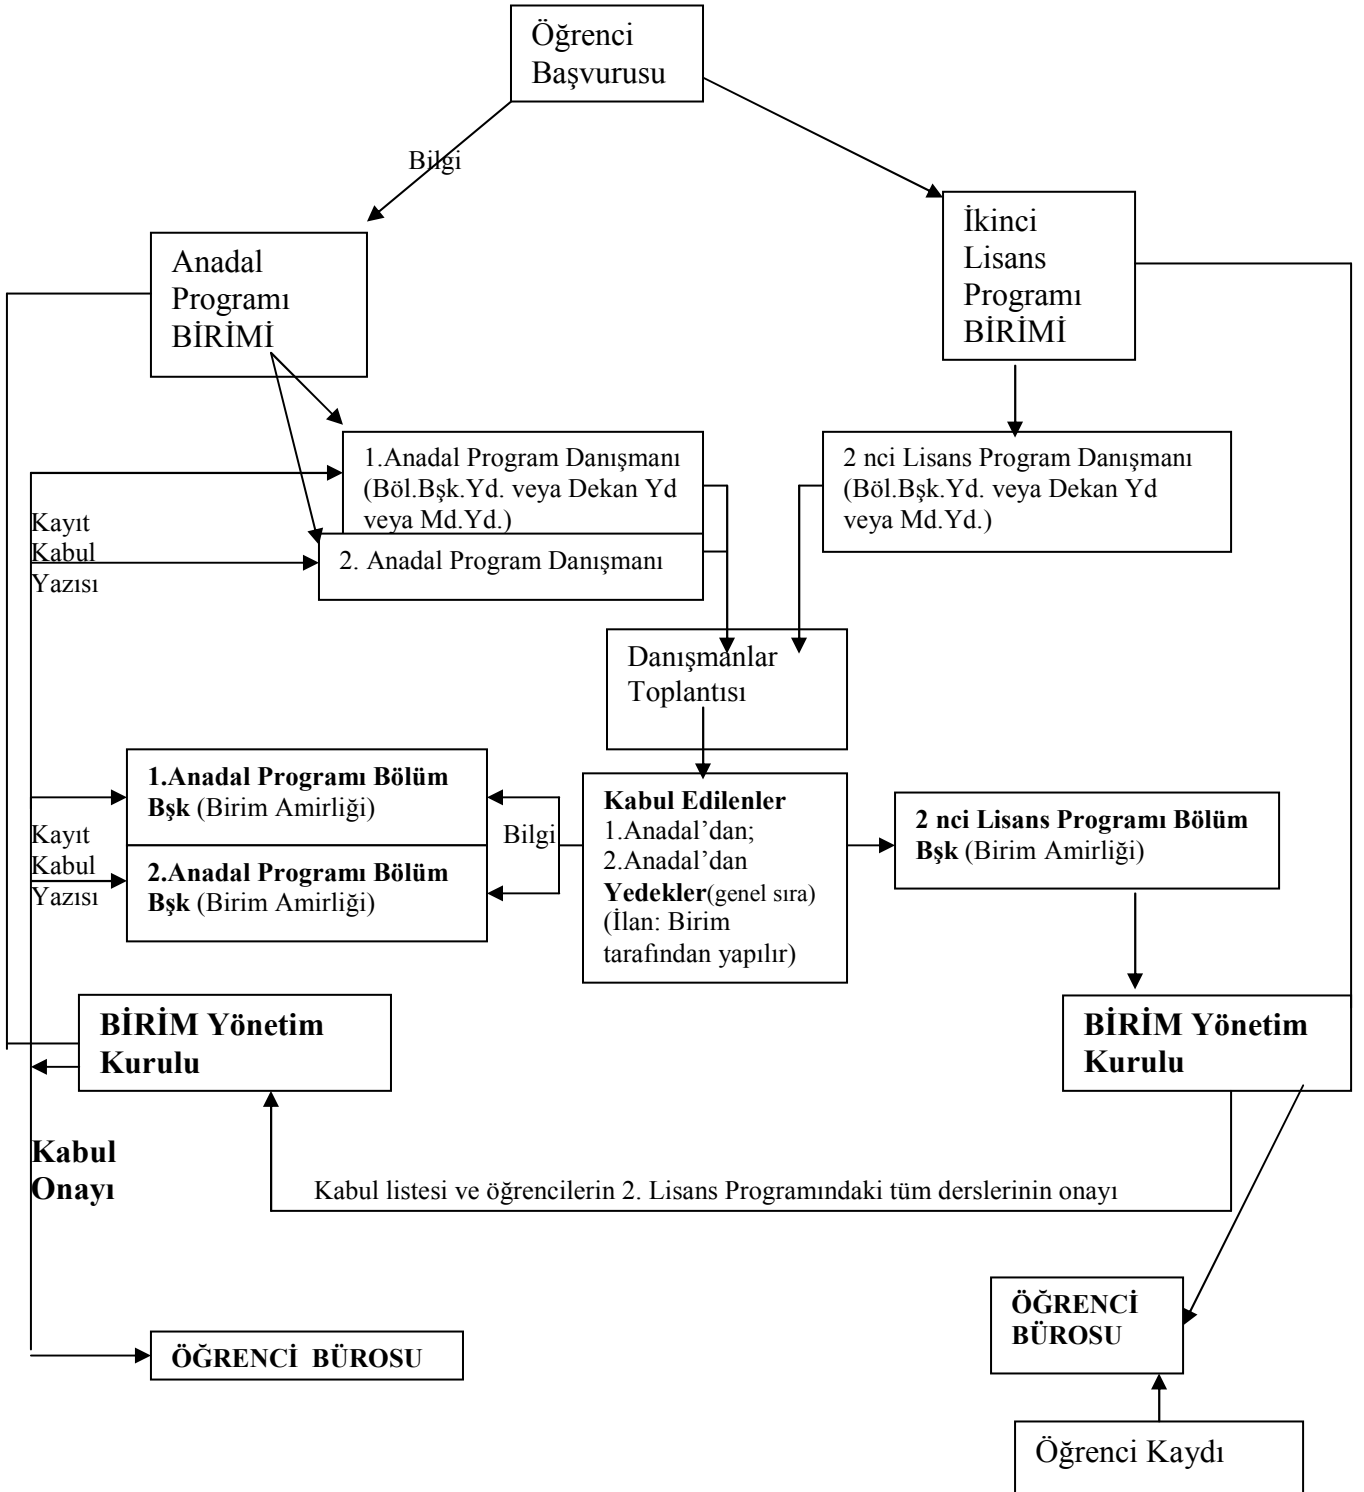 Öğrenci
Başvurusu
Bilgi
Anadal
Programı
BİRİMİ
İkinci
Lisans
Programı
BİRİMİ
1.Anadal Program Danışmanı
(Böl.Bşk.Yd. veya Dekan Yd
veya Md.Yd.)
2. Anadal Program Danışmanı
2 nci Lisans Program Danışmanı
(Böl.Bşk.Yd. veya Dekan Yd
veya Md.Yd.)
Kayıt
Kabul
Yazısı
Danışmanlar
Toplantısı
1.Anadal Programı Bölüm
Bşk (Birim Amirliği)
2.Anadal Programı Bölüm
Bşk (Birim Amirliği)
Kayıt
Kabul
Yazısı
Bilgi
Kabul Edilenler
1.Anadal’dan;
2.Anadal’dan
Yedekler(genel sıra)
(İlan: Birim
tarafından yapılır)
2 nci Lisans Programı Bölüm
Bşk (Birim Amirliği)
BİRİM Yönetim
Kurulu
BİRİM Yönetim
Kurulu
Kabul
Onayı
Kabul listesi ve öğrencilerin 2. Lisans Programındaki tüm derslerinin onayı
ÖĞRENCİ
BÜROSU
ÖĞRENCİ BÜROSU
Öğrenci Kaydı